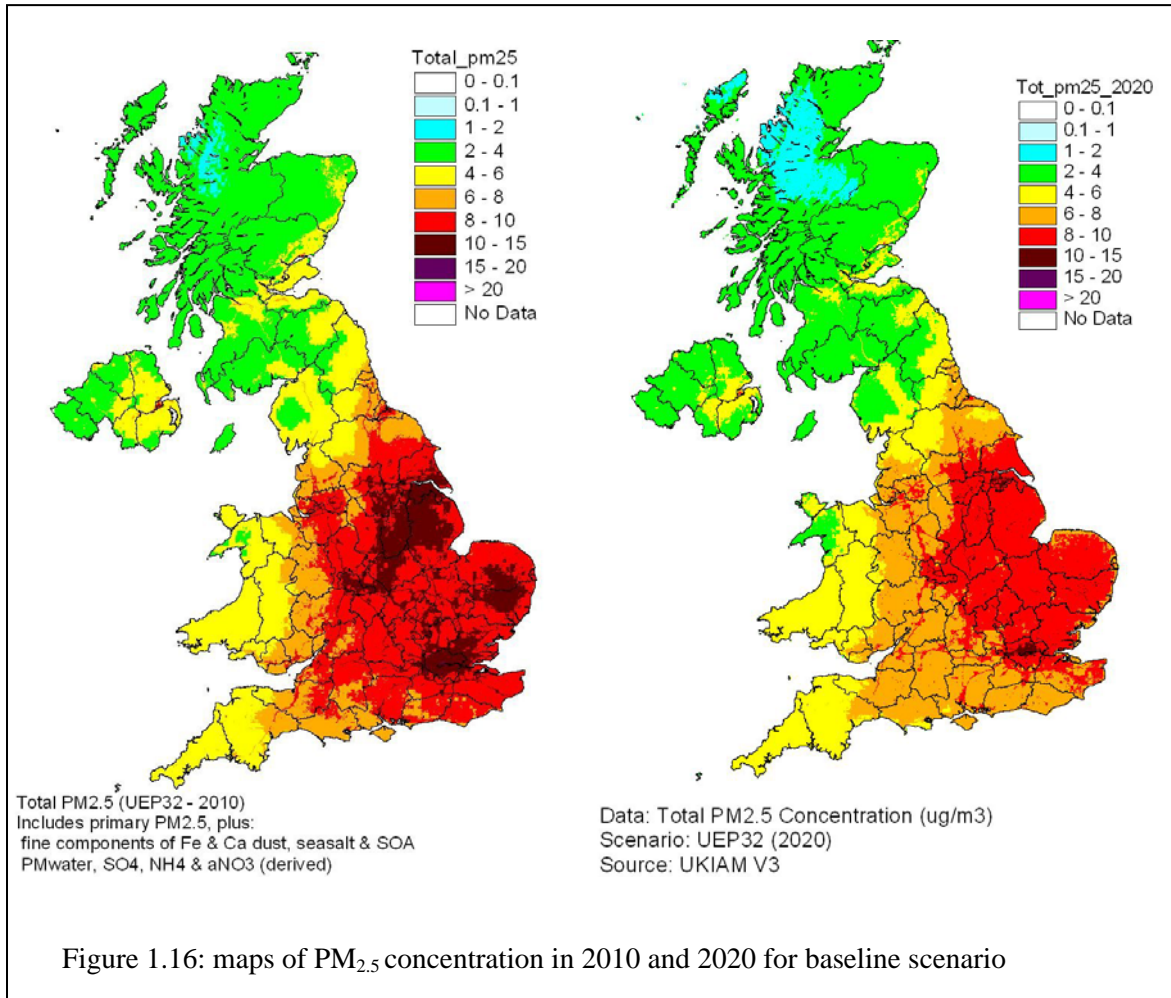 Total_pm25
0 - 0.1
0.1 - 1
1 - 2
2 - 4
4 - 6
6 - 8
8 - 10
10 - 15
15 - 20
> 20
No Data
Tot_pm25_2020
0 - 0.1
0.1 - 1
1 - 2
2 - 4
4 - 6
6 - 8
8 - 10
10 - 15
15 - 20
> 20
No Data
Total PM2.5 (UEP32 - 2010)
Includes primary PM2.5, plus:
fine components of Fe & Ca dust, seasalt & SOA
PMwater, SO4, NH4 & aNO3 (derived)
Data: Total PM2.5 Concentration (ug/m3)
Scenario: UEP32 (2020)
Source: UKIAM V3
Figure 1.16: maps of PM2.5 concentration in 2010 and 2020 for baseline scenario